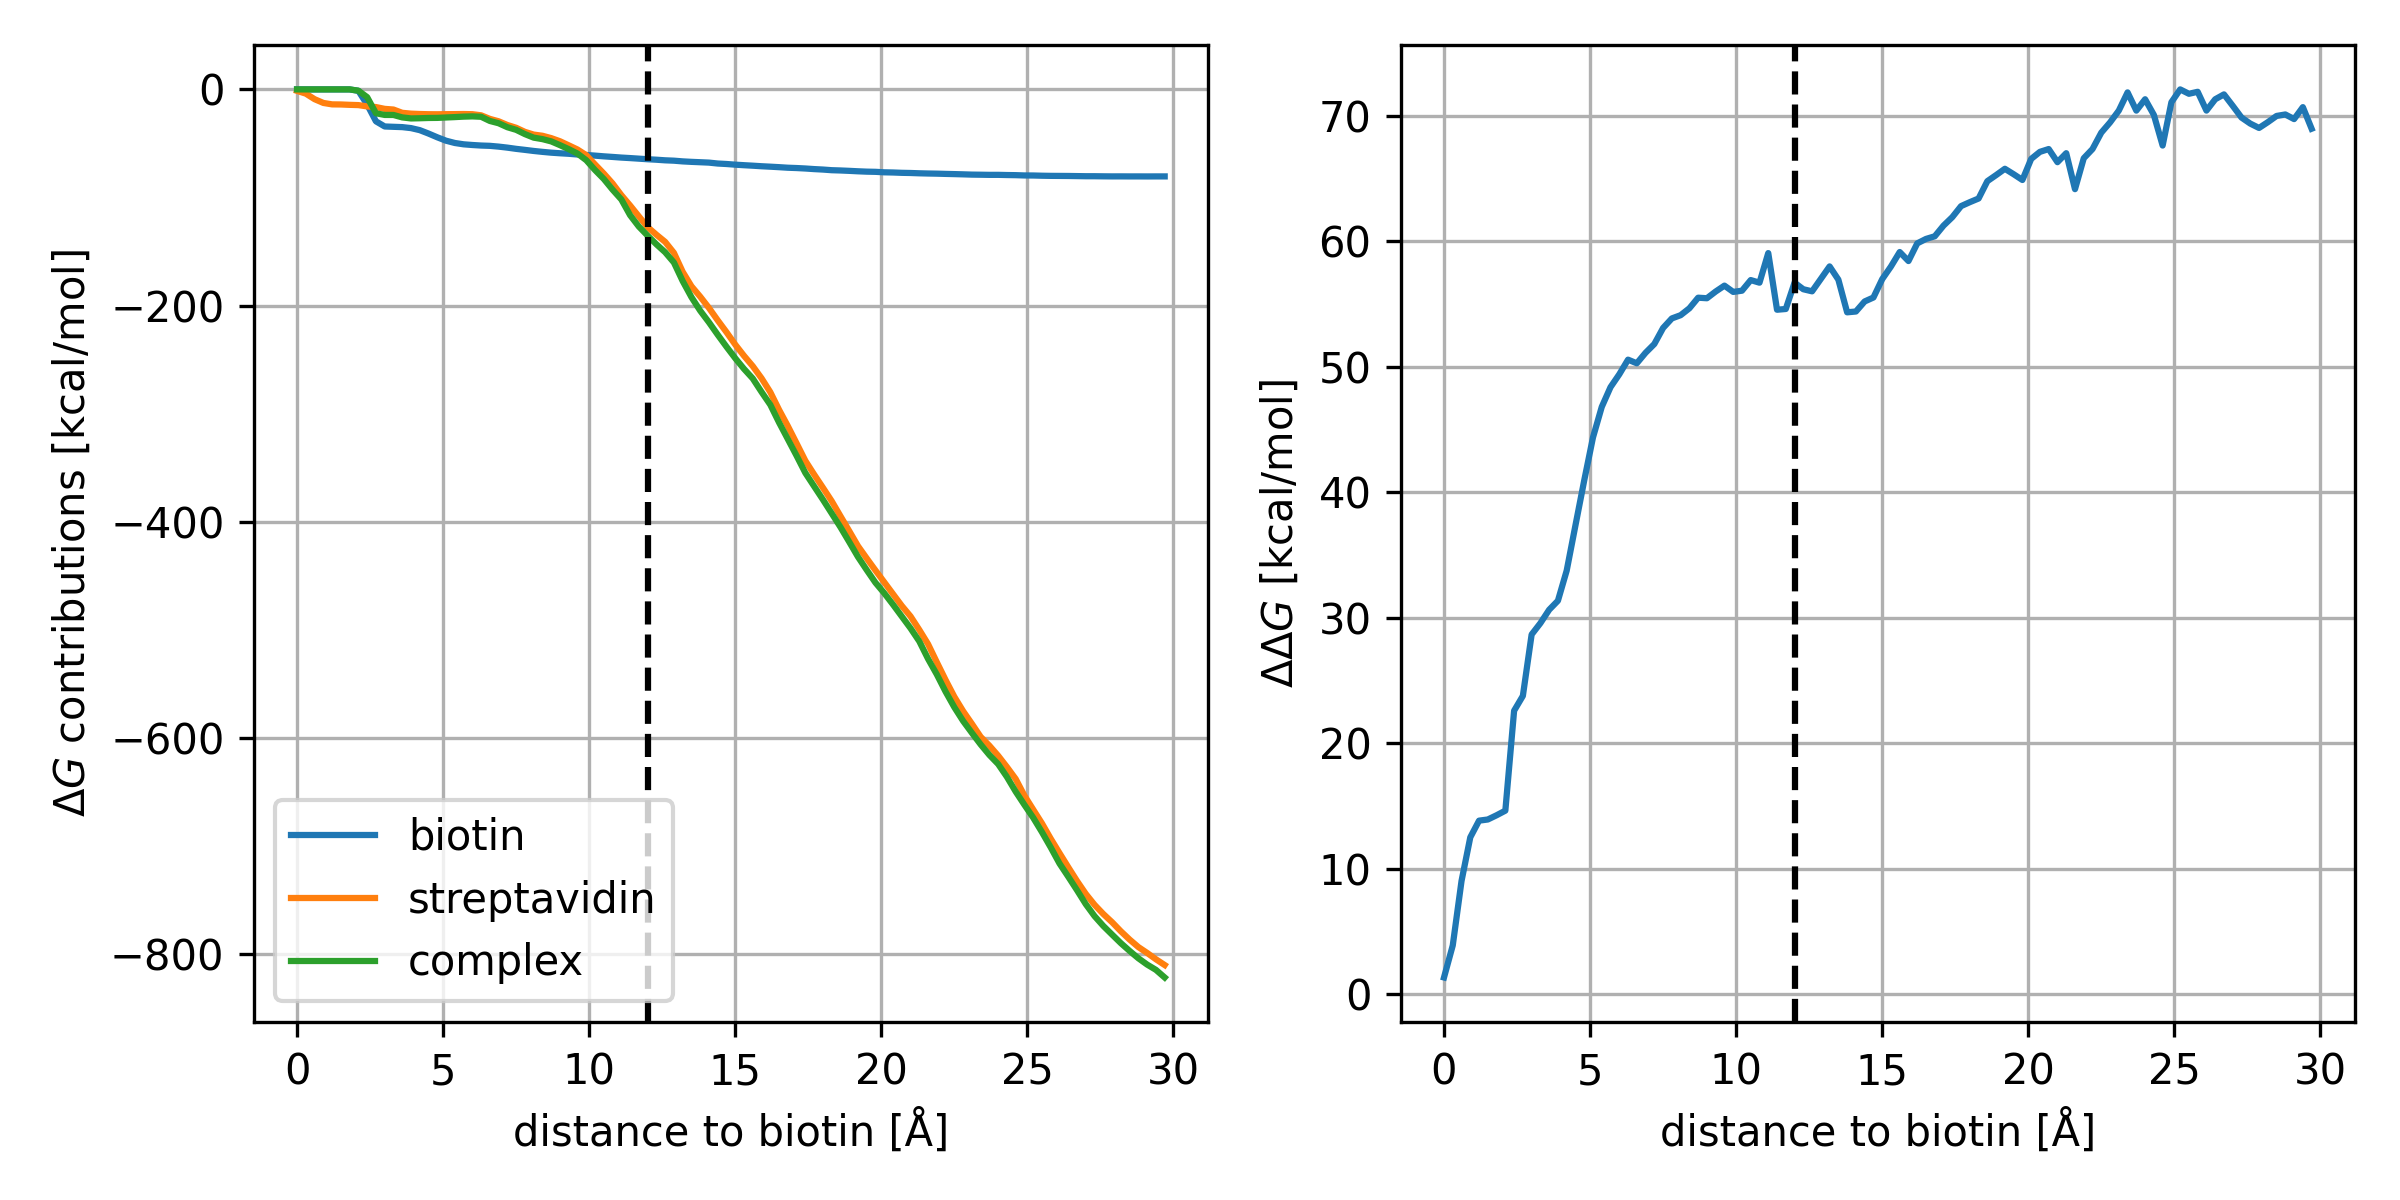 ΔG contributions [kcal/mol]
0
−200
−400
−600
−800
biotin
streptavidin
complex
0 5 10 15 20 25 30
distance to biotin [Å]
ΔΔG [kcal/mol]
70
60
50
40
30
20
10
0
0 5 10 15 20 25 30
distance to biotin [Å]